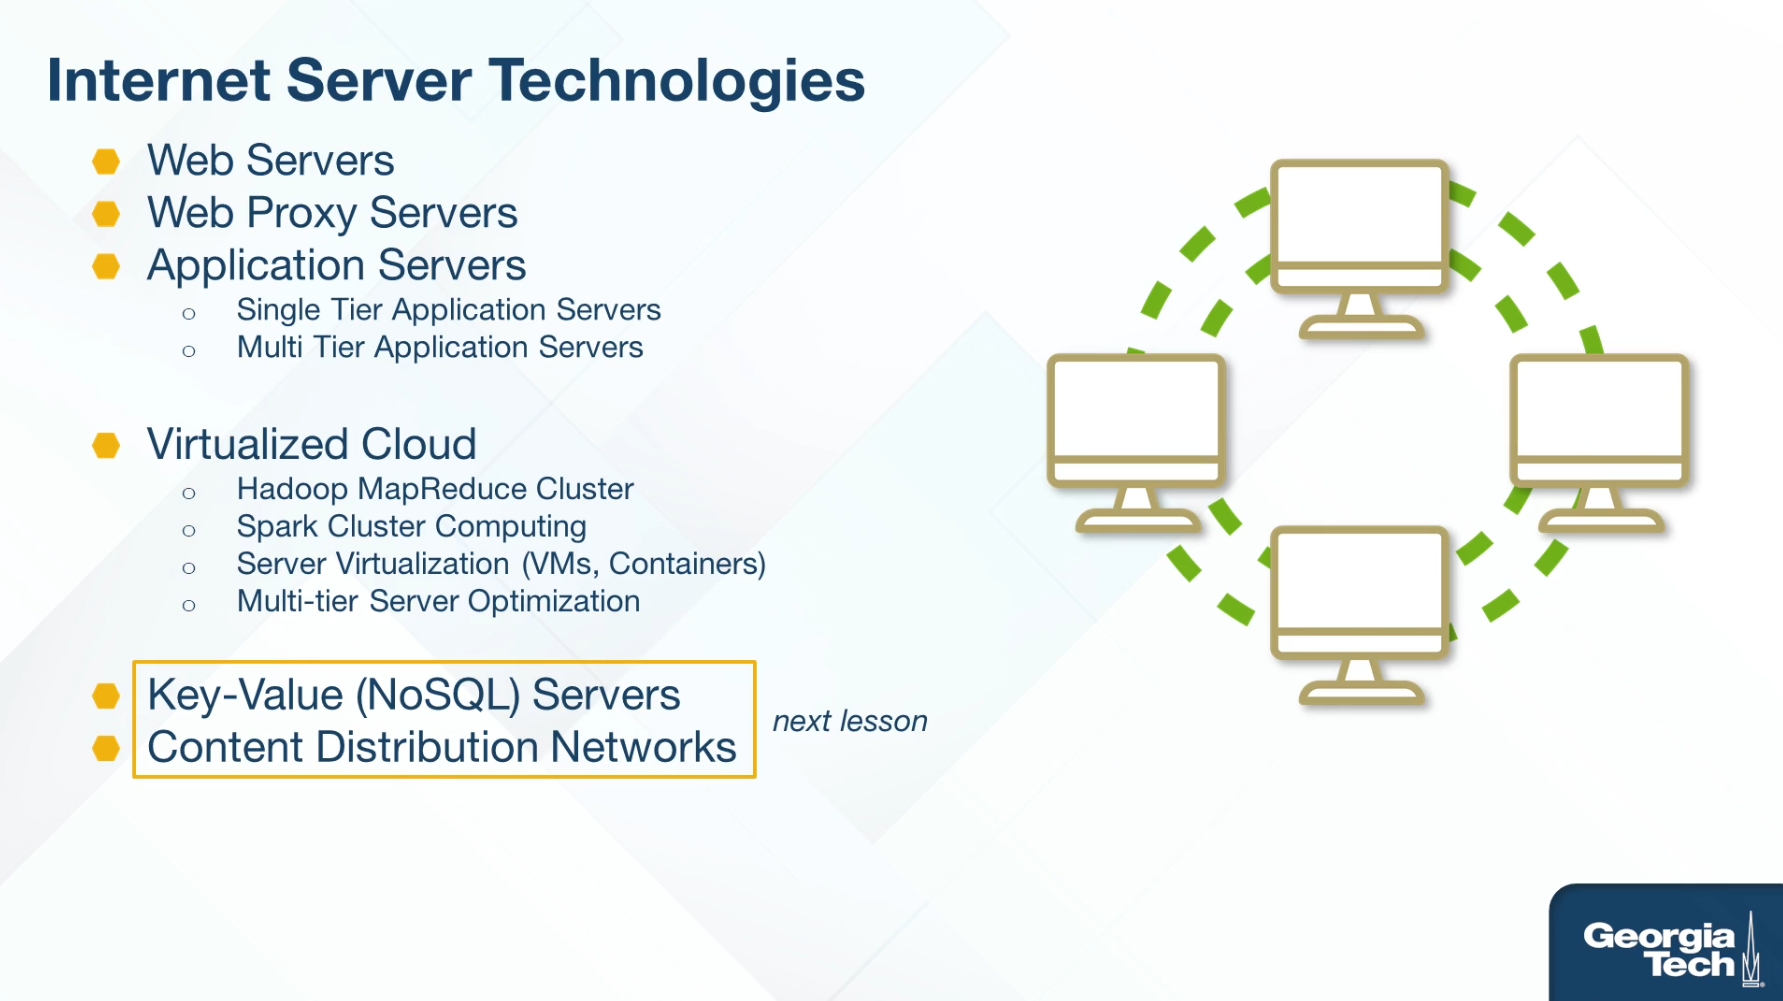 Internet Server Technologies
Web Servers
Web Proxy Servers
Application Servers
Single Tier Application Servers
Multi Tier Application Servers
Virtualized Cloud
Hadoop MapReduce Cluster
Spark Cluster Computing
Server Virtualization (VMs, Containers)
Multi-tier Server Optimization
Key-Value (NoSQL) Servers
Content Distribution Networks
next lesson
Georgia
Tech